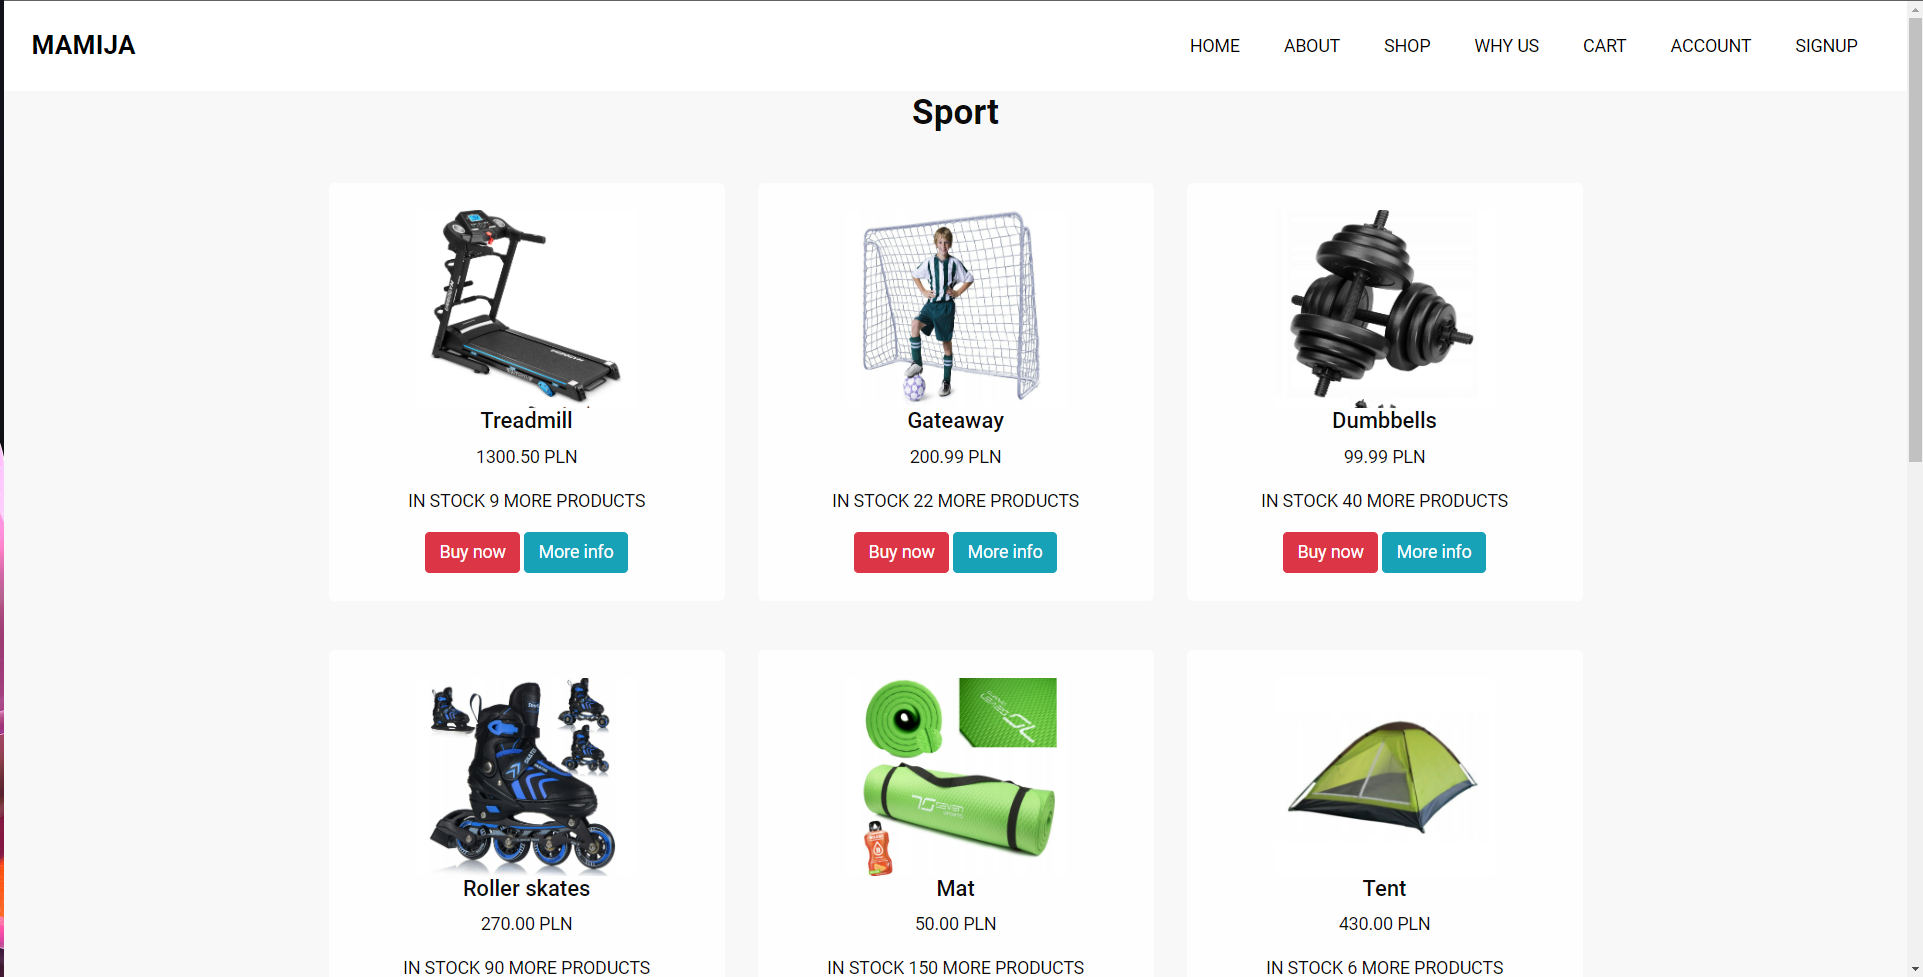 MAMIJA
HOME ABOUT SHOP WHY US CART ACCOUNT SIGNUP
Sport
Treadmill
1300.50 PLN
IN STOCK 9 MORE PRODUCTS
Buy now More info
Gateaway
200.99 PLN
IN STOCK 22 MORE PRODUCTS
Buy now More info
Dumbbells
99.99 PLN
IN STOCK 40 MORE PRODUCTS
Buy now More info
Roller skates
270.00 PLN
IN STOCK 90 MORE PRODUCTS
Mat
50.00 PLN
IN STOCK 150 MORE PRODUCTS
Tent
430.00 PLN
IN STOCK 6 MORE PRODUCTS